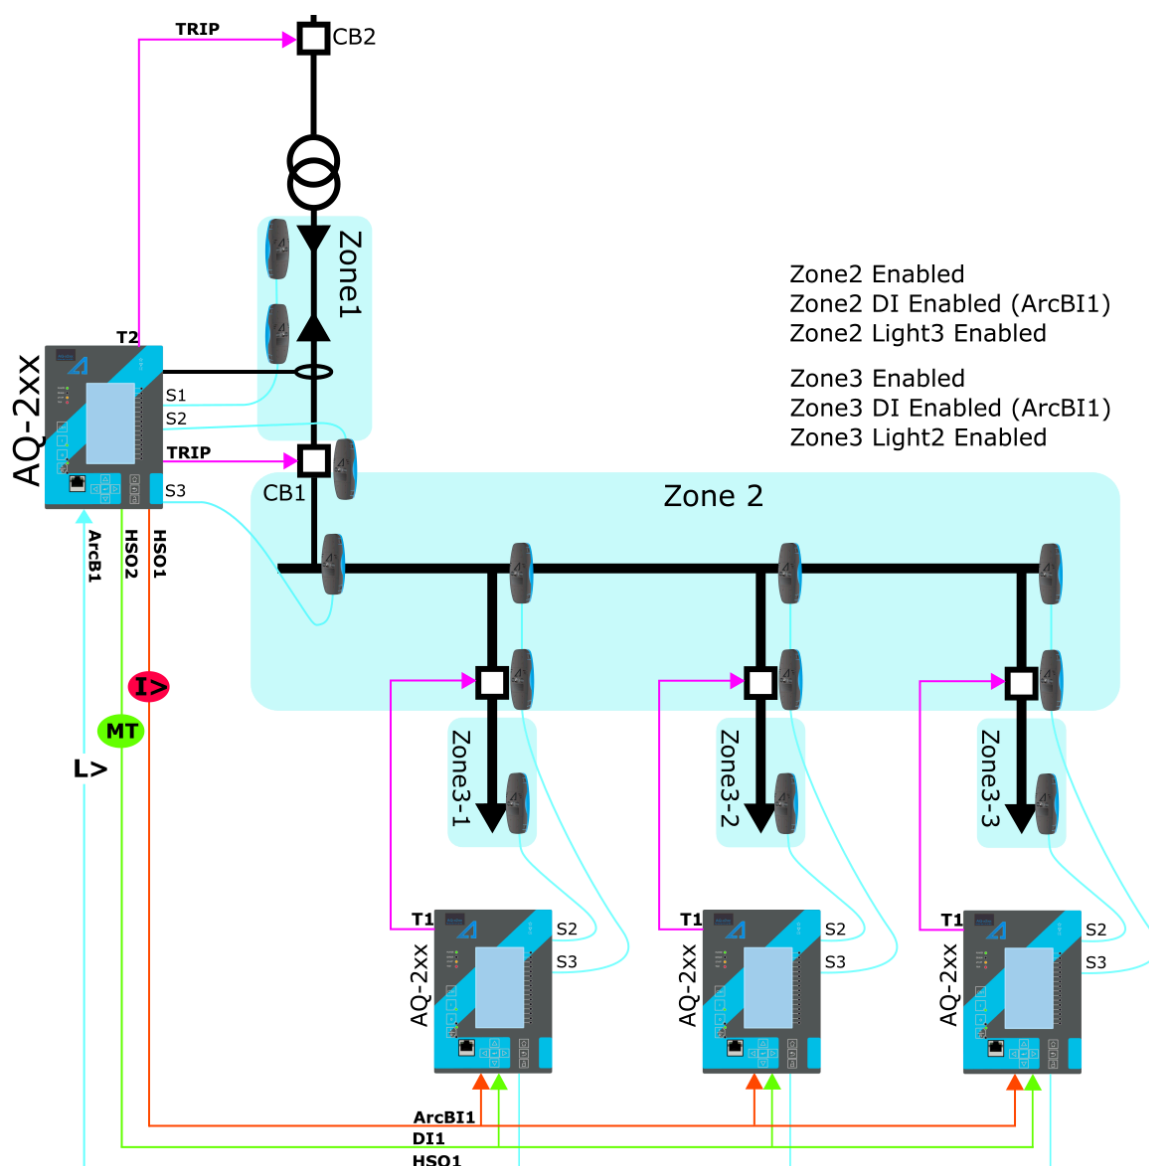 TRIP
CB2
Zone1
Zone2 Enabled
Zone2 DI Enabled (ArcBI1)
Zone2 Light3 Enabled
Zone3 Enabled
Zone3 DI Enabled (ArcBI1)
Zone3 Light2 Enabled
T2
AQ-2xx
S1
S2
TRIP
S3
CB1
Zone 2
ArcB1
HSO2
HSO1
I>
MT
L>
Zone3-1
Zone3-2
Zone3-3
T1
S2
S3
AQ-2xx
T1
S2
S3
AQ-2xx
T1
S2
S3
AQ-2xx
ArcBI1
DI1
HSO1